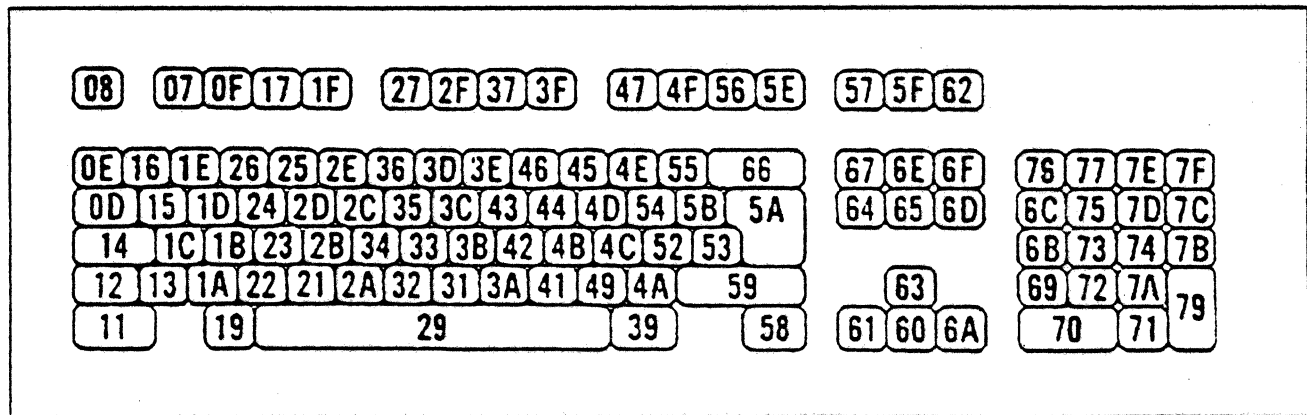 08 07 0F 17 1F 27 2F 37 3F 47 4F 56 5E 57 5F 62
0E 16 1E 26 25 2E 36 3D 3E 46 45 4E 55 66 67 6E 6F 76 77 7E 7F
0D 15 1D 24 2D 2C 35 3C 43 44 4D 54 5B 5A 64 65 6D 6C 75 7D 7C
14 1C 1B 23 2B 34 33 3B 42 4B 4C 52 53 6B 73 74 7B
12 13 1A 22 21 2A 32 31 3A 41 49 4A 59 63 69 72 7A 79
11 19 29 39 58 61 60 6A 70 71